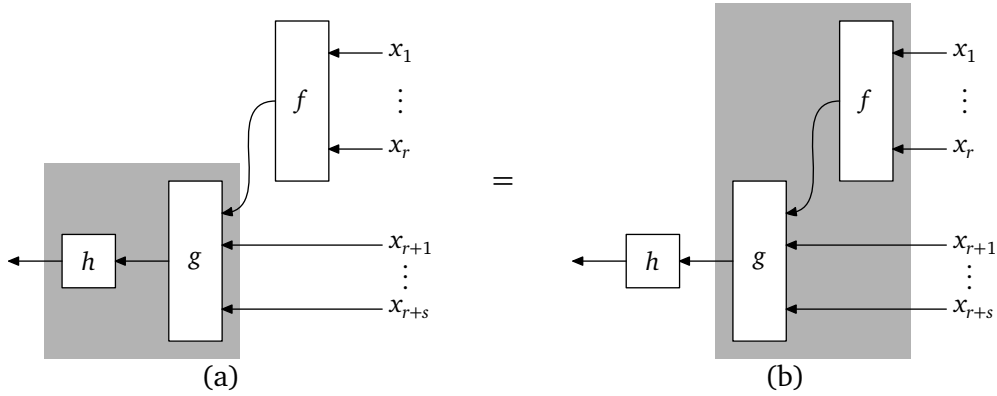 f
x₁
⋮
xᵣ
h
g
xᵣ₊₁
⋮
xᵣ₊ₛ
(a)
=
f
x₁
⋮
xᵣ
h
g
xᵣ₊₁
⋮
xᵣ₊ₛ
(b)